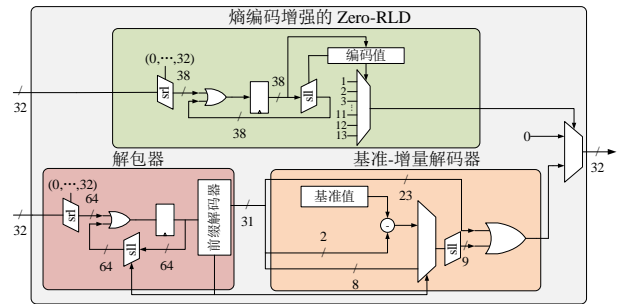 熵编码增强的 Zero-RLD
(0,⋯,32)
38
38
编码值
srl
sll
1
2
3
⋮
11
12
13
32
38
0
32
解包器
基准-增量解码器
(0,⋯,32)
64
srl
32
sll
64
64
前缀解码器
31
23
基准值
-
2
sll
9
8